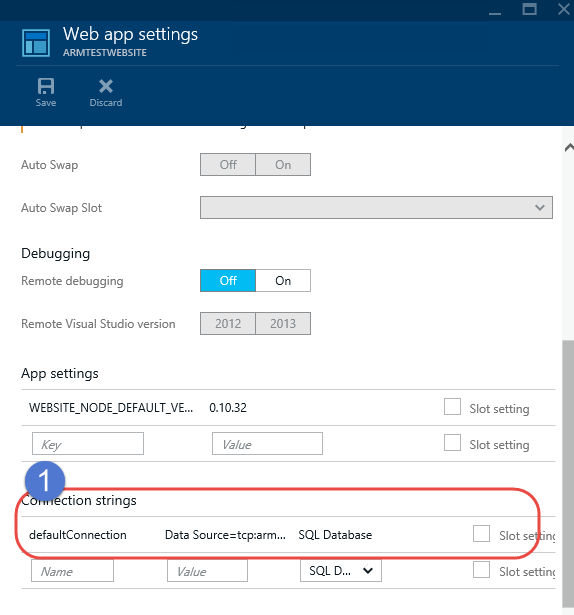 Web app settings
ARMTESTWEBSITE
Save Discard
Auto Swap Off On
Auto Swap Slot
Debugging
Remote debugging Off On
Remote Visual Studio version 2012 2013
App settings
WEBSITE_NODE_DEFAULT_VE... 0.10.32 Slot setting
Key Value Slot setting
1
Connection strings
defaultConnection Data Source=tcp:arm... SQL Database Slot setting
Name Value SQL D... Slot setting